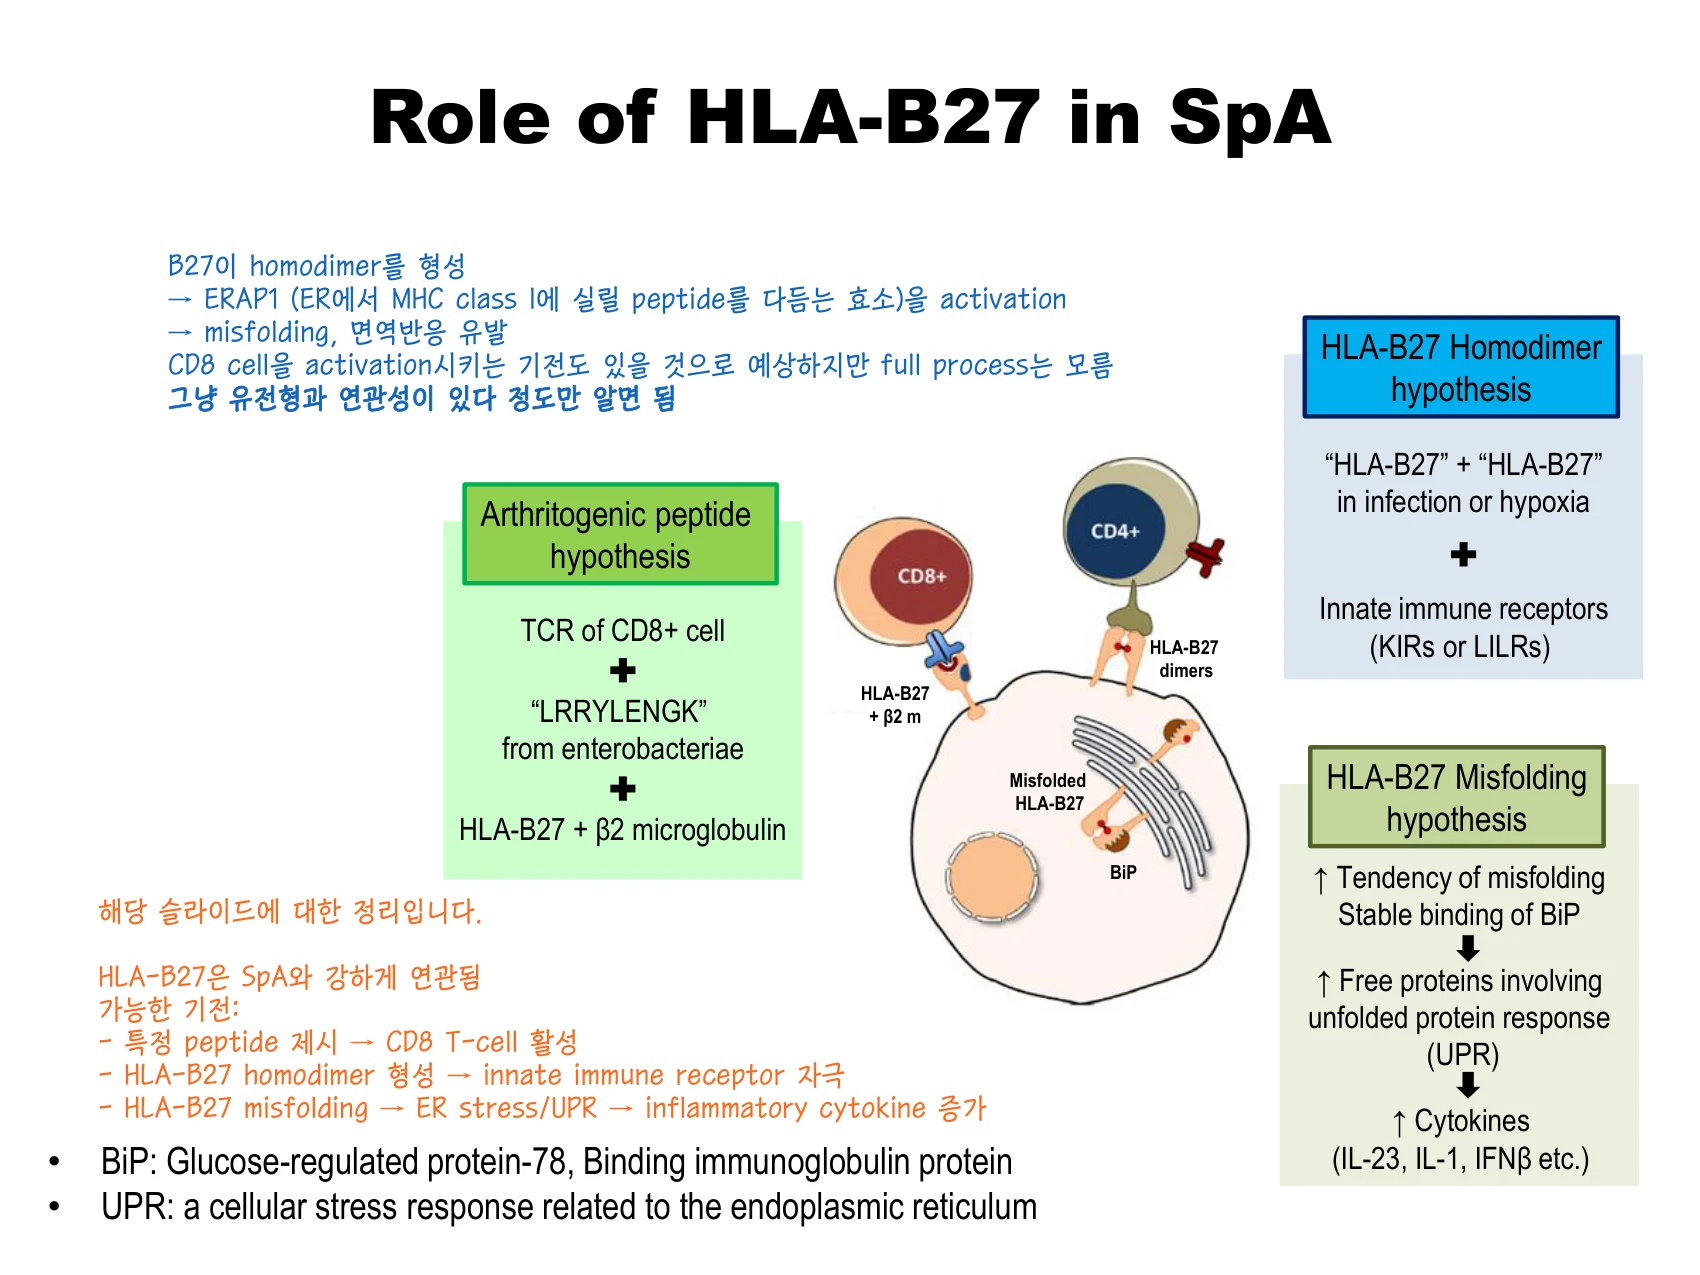 Role of HLA-B27 in SpA
B27이 homodimer를 형성
→ ERAP1 (ER에서 MHC class I에 실릴 peptide를 다듬는 효소)을 activation
→ misfolding, 면역반응 유발
CD8 cell을 activation시키는 기전도 있을 것으로 예상하지만 full process는 모름
그냥 유전형과 연관성이 있다 정도만 알면 됨
Arthritogenic peptide
hypothesis
TCR of CD8+ cell
+
“LRRYLENGK”
from enterobacteriae
+
HLA-B27 + β2 microglobulin
CD8+
CD4+
HLA-B27
+ β2 m
HLA-B27
dimers
Misfolded
HLA-B27
BiP
HLA-B27 Homodimer
hypothesis
“HLA-B27” + “HLA-B27”
in infection or hypoxia
+
Innate immune receptors
(KIRs or LILRs)
HLA-B27 Misfolding
hypothesis
↑ Tendency of misfolding
Stable binding of BiP
↑ Free proteins involving
unfolded protein response
(UPR)
↑ Cytokines
(IL-23, IL-1, IFNβ etc.)
해당 슬라이드에 대한 정리입니다.
HLA-B27은 SpA와 강하게 연관됨
가능한 기전:
- 특정 peptide 제시 → CD8 T-cell 활성
- HLA-B27 homodimer 형성 → innate immune receptor 자극
- HLA-B27 misfolding → ER stress/UPR → inflammatory cytokine 증가
• BiP: Glucose-regulated protein-78, Binding immunoglobulin protein
• UPR: a cellular stress response related to the endoplasmic reticulum